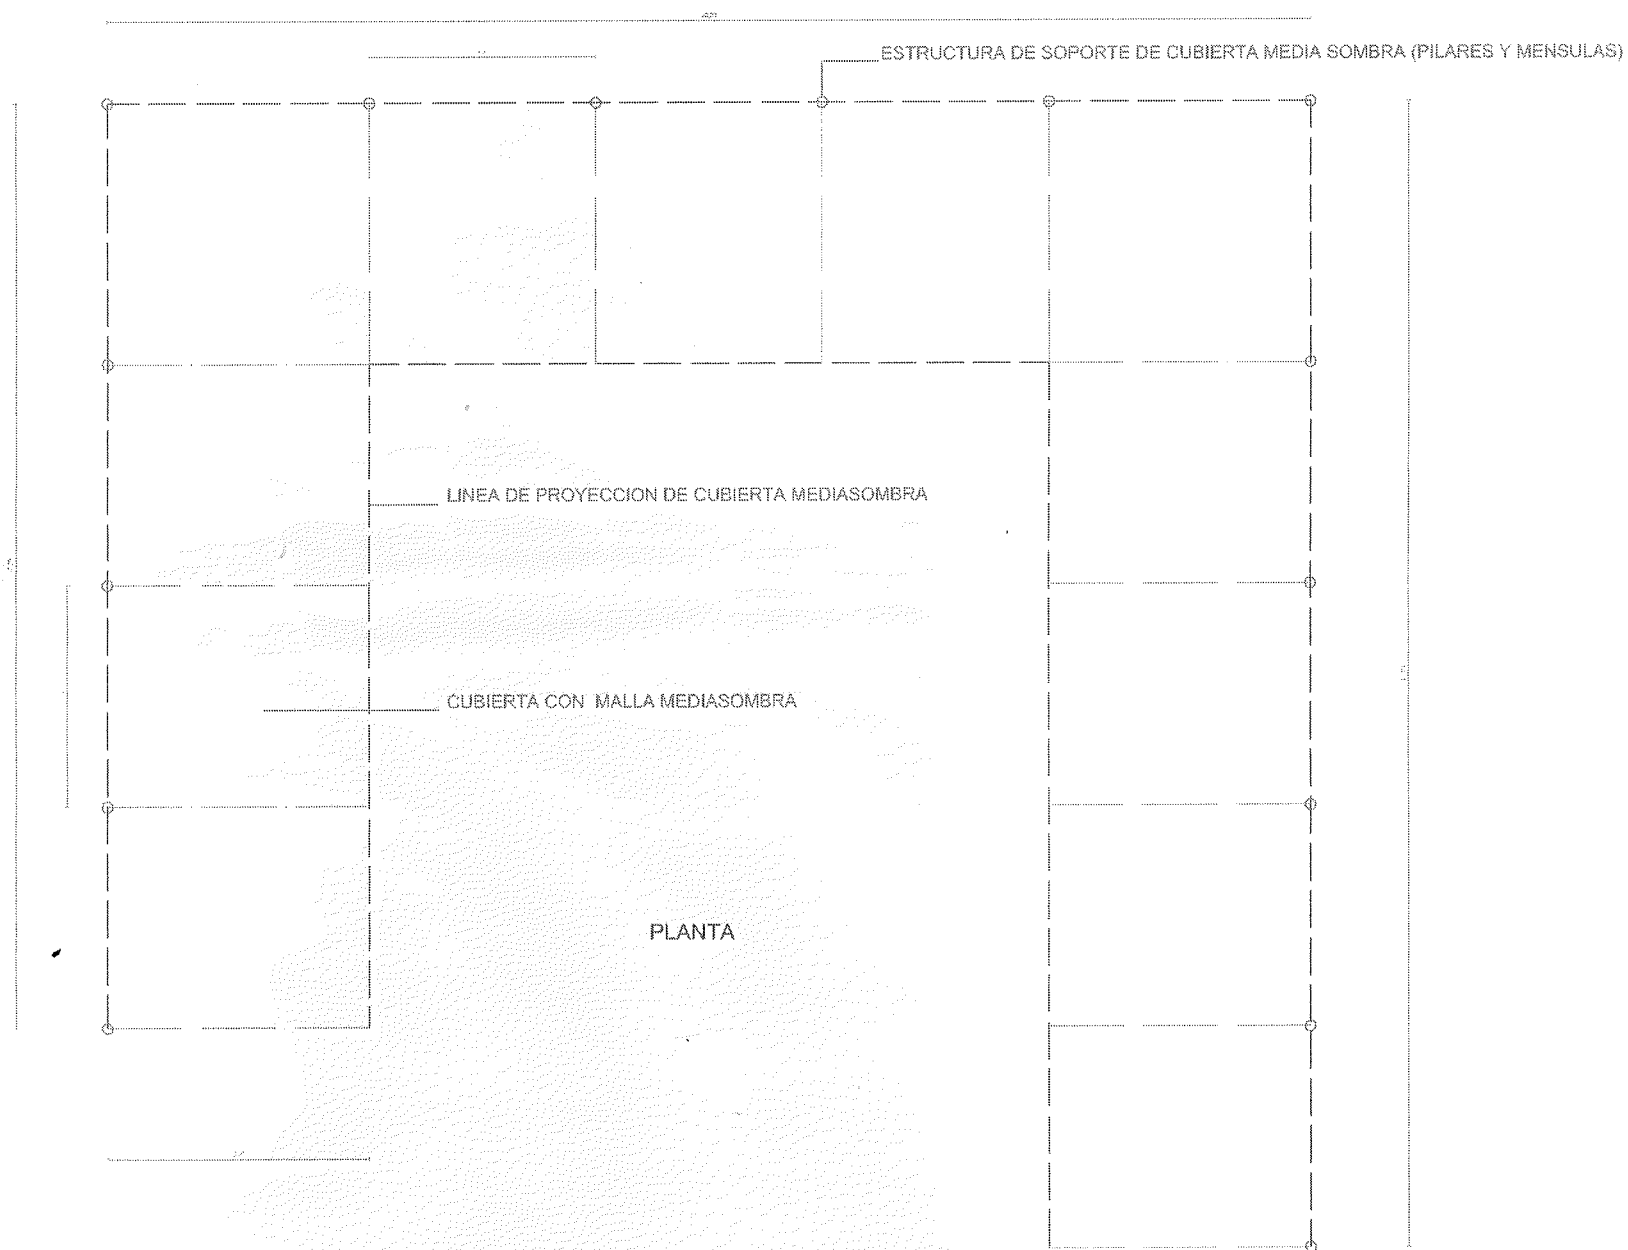 ESTRUCTURA DE SOPORTE DE CUBIERTA MEDIA SOMBRA (PILARES Y MENSULAS)
LINEA DE PROYECCION DE CUBIERTA MEDIASOMBRA
CUBIERTA CON MALLA MEDIASOMBRA
PLANTA